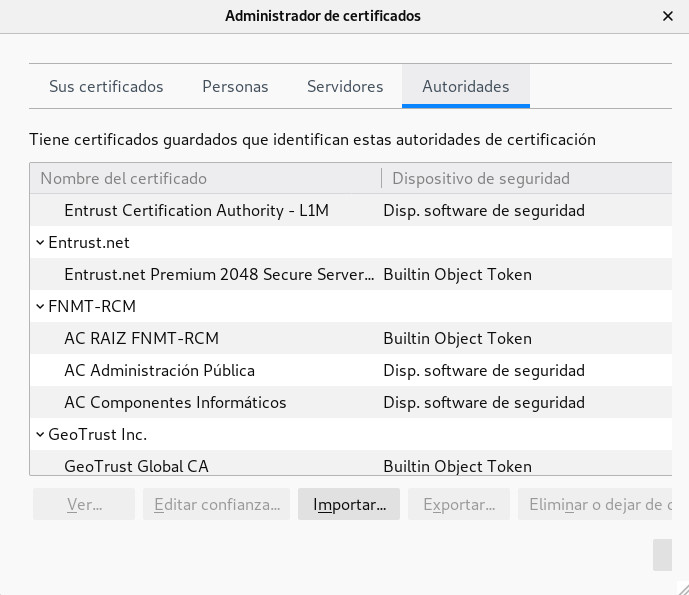 Administrador de certificados
Sus certificados Personas Servidores Autoridades
Tiene certificados guardados que identifican estas autoridades de certificación
Nombre del certificado Dispositivo de seguridad
Entrust Certification Authority - L1M Disp. software de seguridad
Entrust.net
Entrust.net Premium 2048 Secure Server... Builtin Object Token
FNMT-RCM
AC RAIZ FNMT-RCM Builtin Object Token
AC Administración Pública Disp. software de seguridad
AC Componentes Informáticos Disp. software de seguridad
GeoTrust Inc.
GeoTrust Global CA Builtin Object Token
Ver... Editar confianza... Importar... Exportar... Eliminar o dejar de